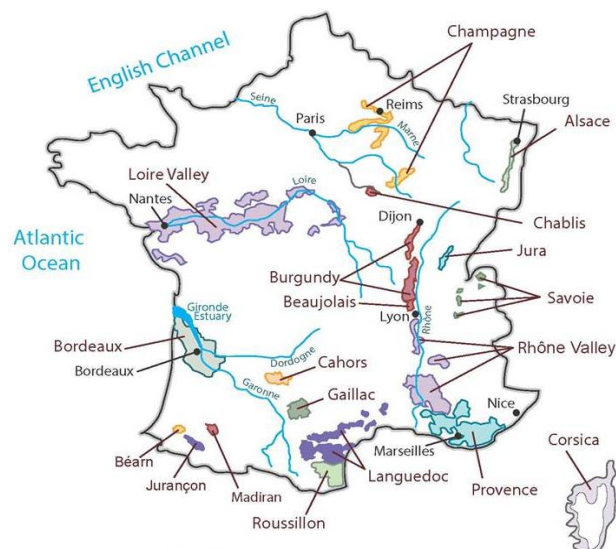 English Channel
Champagne
Seine
Reims
Paris
Marne
Strasbourg
Alsace
Loire Valley
Loire
Nantes
Chablis
Dijon
Atlantic
Ocean
Jura
Burgundy
Beaujolais
Savoie
Lyon
Rhône
Gironde
Estuary
Bordeaux
Bordeaux
Dordogne
Rhône Valley
Cahors
Garonne
Gaillac
Nice
Marseilles
Béarn
Jurançon
Madiran
Languedoc
Provence
Corsica
Roussillon